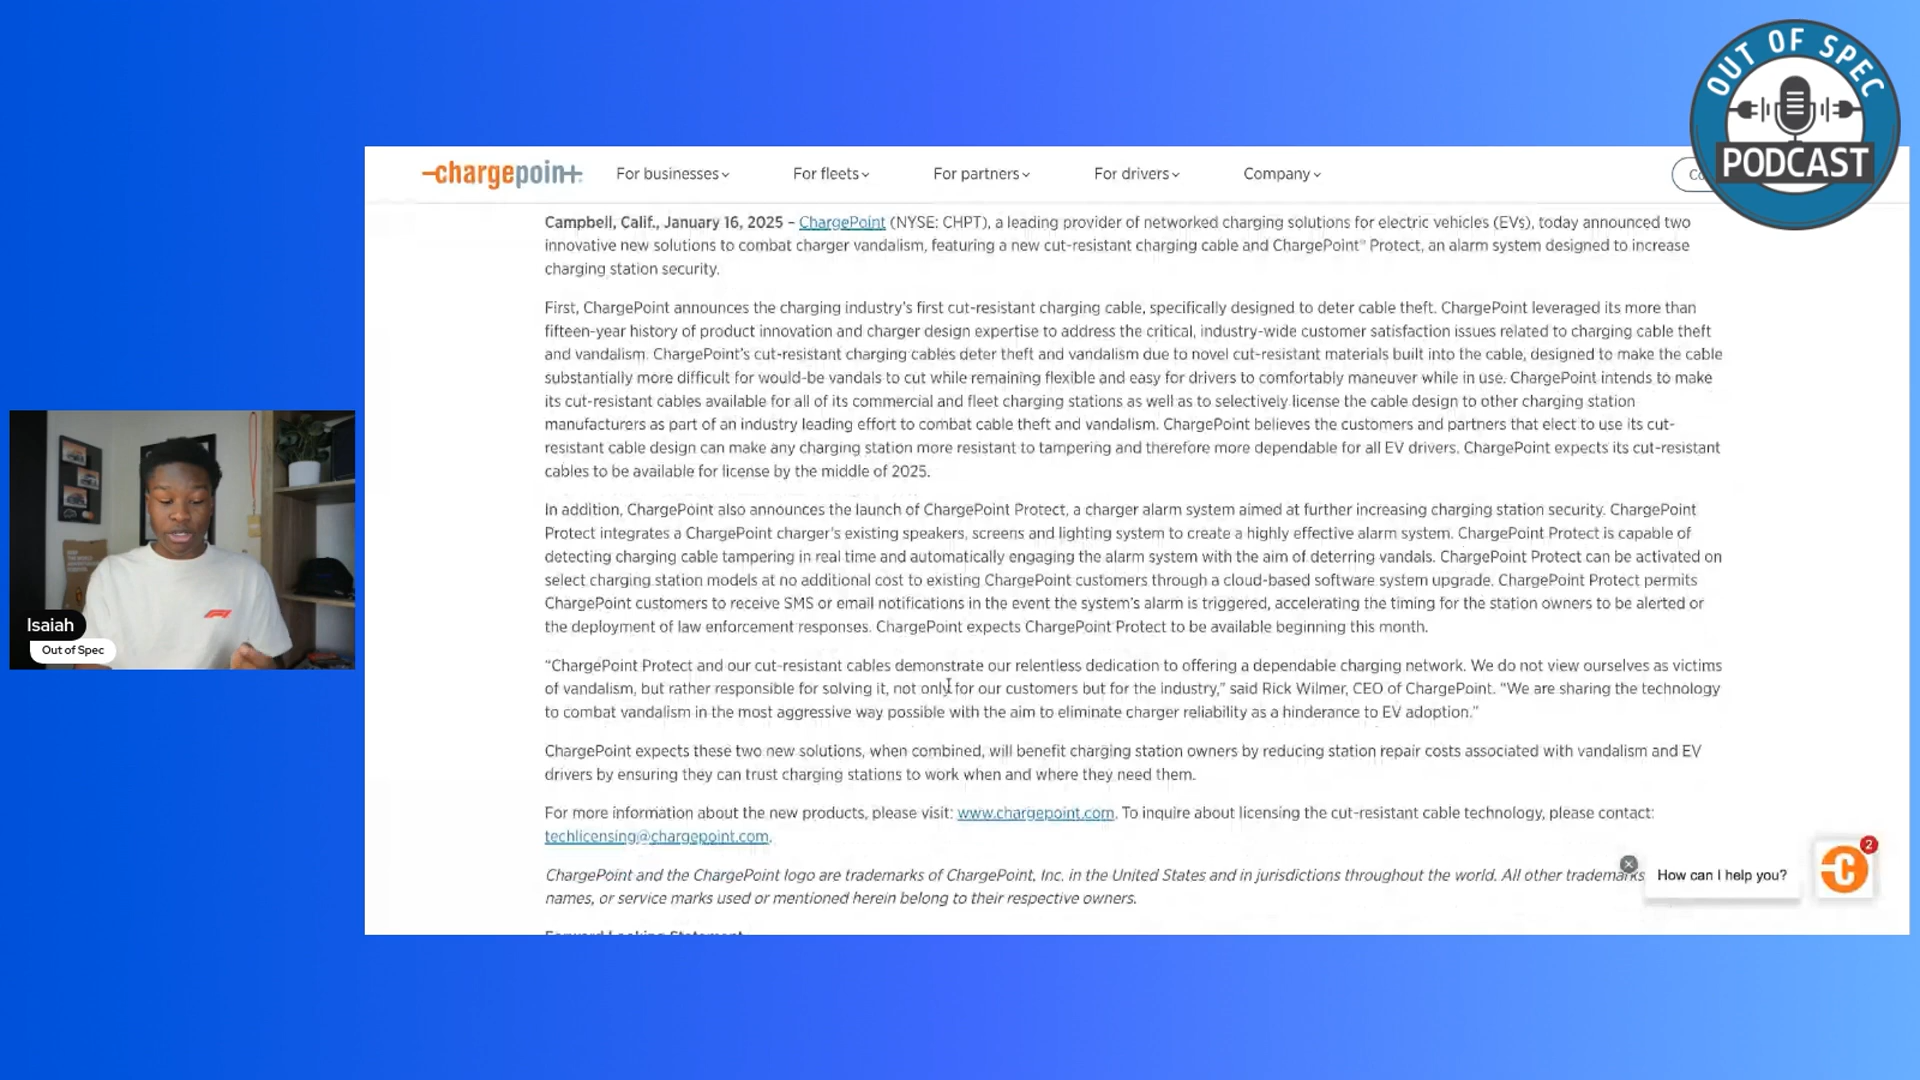 OUT OF SPEC
PODCAST
chargepoint
For businesses
For fleets
For partners
For drivers
Company
Campbell, Calif., January 16, 2025 – ChargePoint (NYSE: CHPT), a leading provider of networked charging solutions for electric vehicles (EVs), today announced two
innovative new solutions to combat charger vandalism, featuring a new cut-resistant charging cable and ChargePoint® Protect, an alarm system designed to increase
charging station security.
First, ChargePoint announces the charging industry's first cut-resistant charging cable, specifically designed to deter cable theft. ChargePoint leveraged its more than
fifteen-year history of product innovation and charger design expertise to address the critical, industry-wide customer satisfaction issues related to charging cable theft
and vandalism. ChargePoint's cut-resistant charging cables deter theft and vandalism due to novel cut-resistant materials built into the cable, designed to make the cable
substantially more difficult for would-be vandals to cut while remaining flexible and easy for drivers to comfortably maneuver while in use. ChargePoint intends to make
its cut-resistant cables available for all of its commercial and fleet charging stations as well as to selectively license the cable design to other charging station
manufacturers as part of an industry leading effort to combat cable theft and vandalism. ChargePoint believes the customers and partners that elect to use its cut-
resistant cable design can make any charging station more resistant to tampering and therefore more dependable for all EV drivers. ChargePoint expects its cut-resistant
cables to be available for license by the middle of 2025.
In addition, ChargePoint also announces the launch of ChargePoint Protect, a charger alarm system aimed at further increasing charging station security. ChargePoint
Protect integrates a ChargePoint charger's existing speakers, screens and lighting system to create a highly effective alarm system. ChargePoint Protect is capable of
detecting charging cable tampering in real time and automatically engaging the alarm system with the aim of deterring vandals. ChargePoint Protect can be activated on
select charging station models at no additional cost to existing ChargePoint customers through a cloud-based software system upgrade. ChargePoint Protect permits
ChargePoint customers to receive SMS or email notifications in the event the system's alarm is triggered, accelerating the timing for the station owners to be alerted or
the deployment of law enforcement responses. ChargePoint expects ChargePoint Protect to be available beginning this month.
“ChargePoint Protect and our cut-resistant cables demonstrate our relentless dedication to offering a dependable charging network. We do not view ourselves as victims
of vandalism, but rather responsible for solving it, not only for our customers but for the industry,” said Rick Wilmer, CEO of ChargePoint. “We are sharing the technology
to combat vandalism in the most aggressive way possible with the aim to eliminate charger reliability as a hinderance to EV adoption.”
ChargePoint expects these two new solutions, when combined, will benefit charging station owners by reducing station repair costs associated with vandalism and EV
drivers by ensuring they can trust charging stations to work when and where they need them.
For more information about the new products, please visit: www.chargepoint.com. To inquire about licensing the cut-resistant cable technology, please contact:
techlicensing@chargepoint.com.
ChargePoint and the ChargePoint logo are trademarks of ChargePoint, Inc. in the United States and in jurisdictions throughout the world. All other trademarks
names, or service marks used or mentioned herein belong to their respective owners.
How can I help you?
2
Isaiah
Out of Spec